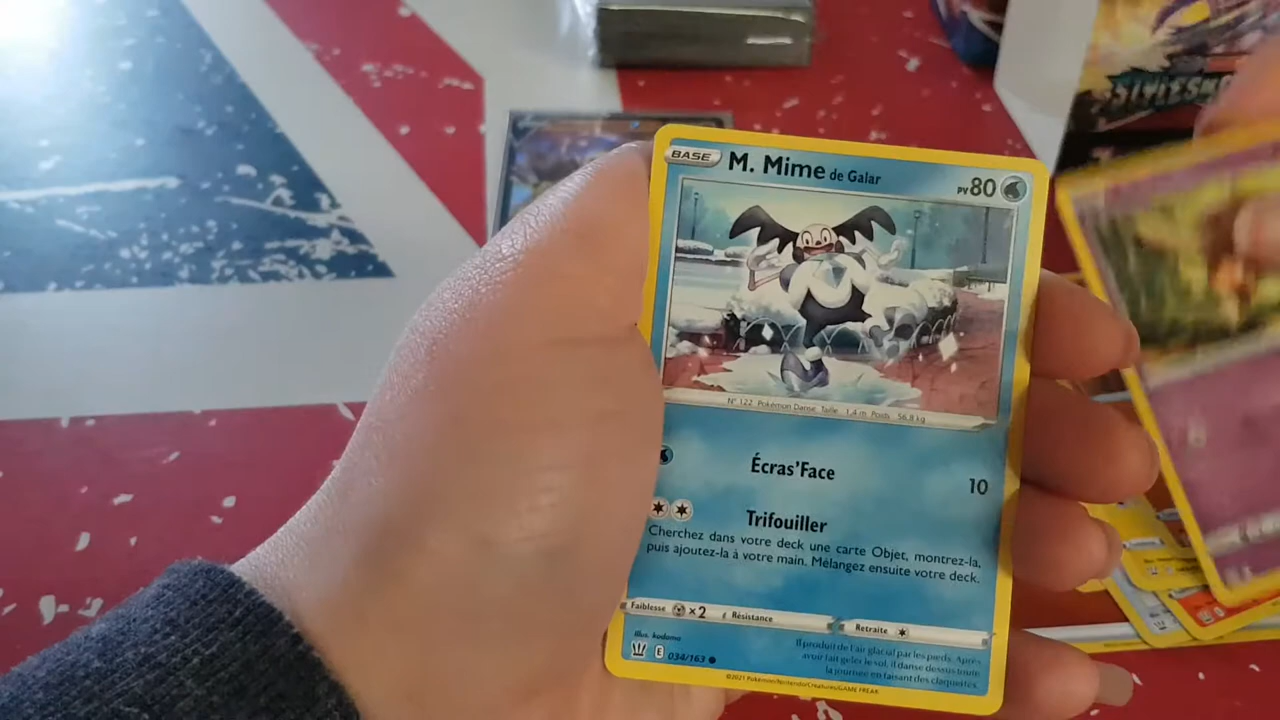 BASE M. Mime de Galar PV 80
N° 122 Pokémon Danse Taille 1,4 m Poids 56,8 kg
Écras'Face 10
Trifouiller
Cherchez dans votre deck une carte Objet, montrez-la,
puis ajoutez-la à votre main. Mélangez ensuite votre deck.
Faiblesse ×2 Résistance Retraite
Illus. kodama
E 034/163
Il produit de l'air glacial par les pieds. Après
avoir fait geler le sol, il danse dessus toute
la journée en faisant des claquettes.
©2021 Pokémon/Nintendo/Creatures/GAME FREAK